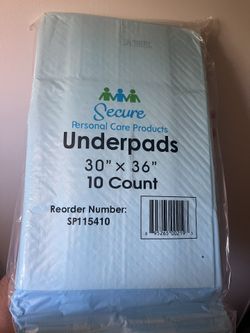 Secure
Personal Care Products
Underpads
30" x 36"
10 Count
Reorder Number:
SP115410